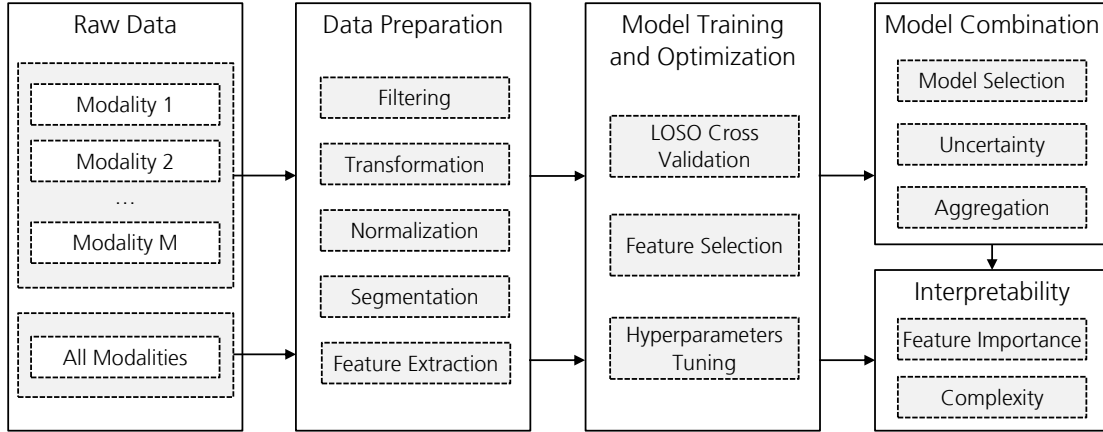 Raw Data
Modality 1
Modality 2
...
Modality M
All Modalities
Data Preparation
Filtering
Transformation
Normalization
Segmentation
Feature Extraction
Model Training
and Optimization
LOSO Cross
Validation
Feature Selection
Hyperparameters
Tuning
Model Combination
Model Selection
Uncertainty
Aggregation
Interpretability
Feature Importance
Complexity